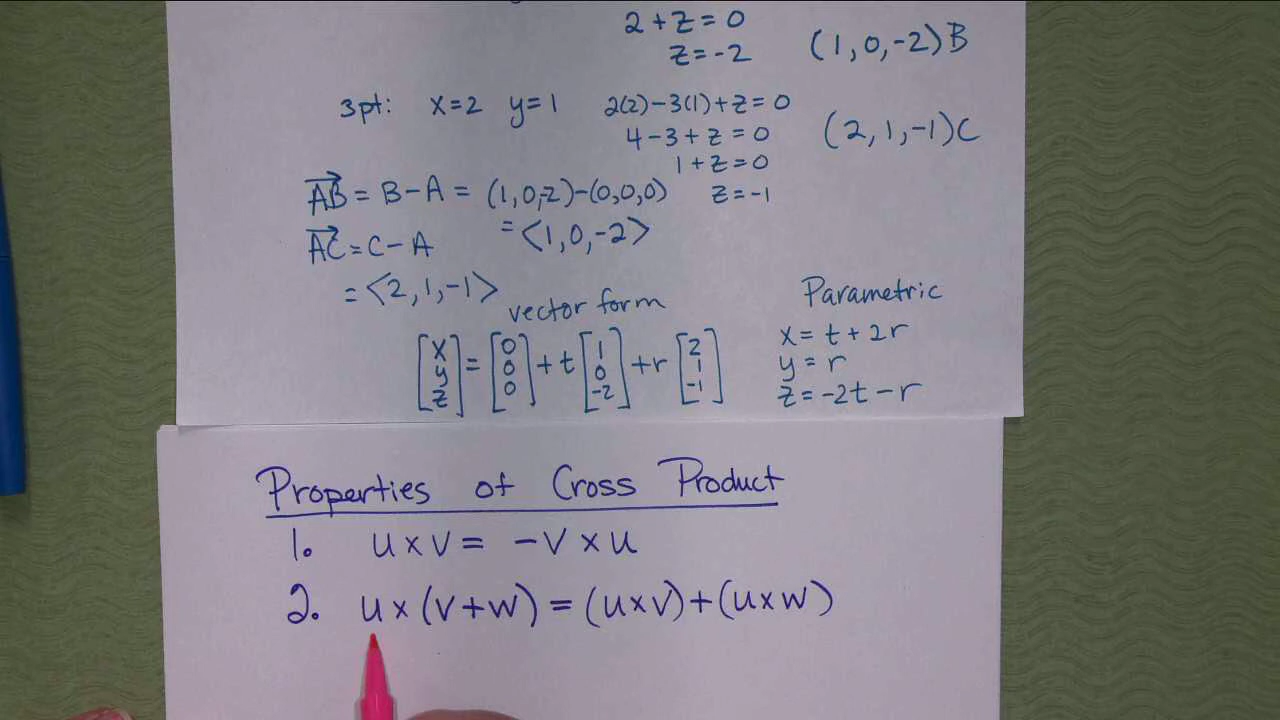 2 + z = 0
z = -2 (1, 0, -2) B
3pt: x = 2 y = 1 2(2) - 3(1) + z = 0
4 - 3 + z = 0 (2, 1, -1) C
1 + z = 0
z = -1
AB = B - A = (1, 0, -2) - (0, 0, 0)
= <1, 0, -2>
AC = C - A
= <2, 1, -1>
vector form
[x y z] = [0 0 0] + t [1 0 -2] + r [2 1 -1]
Parametric
x = t + 2r
y = r
z = -2t - r
Properties of Cross Product
1. u × v = -v × u
2. u × (v + w) = (u × v) + (u × w)